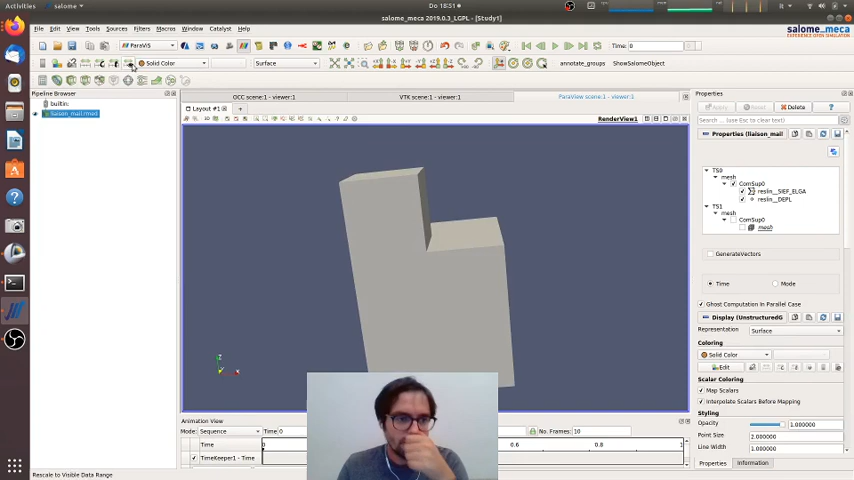 Activities
salome
Do 18:51
salome_meca 2019.0.3_LGPL - [Study1]
File Edit View Tools Sources Filters Window Catalyst Help
salome_meca
ParaViS
Time: 0
Solid Color
Surface
annotate_groups ShowSalomeObject
Pipeline Browser
builtin:
OCC scene:1 - viewer:1
VTK scene:1 - viewer:1
ParaView scene:1 - viewer:1
Layout #1
RenderView1
Z
X
Properties
Apply Reset Delete ?
Search ... (use Esc to clear text)
Properties (liaison_mail
TS0
mesh
ComSup0
reslin__SIEF_ELGA
reslin__DEPL
TS1
mesh
ComSup0
mesh
GenerateVectors
Time Mode
Ghost Computation In Parallel Case
Display (UnstructuredG
Representation Surface
Coloring
Solid Color
Edit
Scalar Coloring
Map Scalars
Interpolate Scalars Before Mapping
Styling
Opacity 1.000000
Point Size 2.000000
Line Width 1.000000
Properties Information
Animation View
Mode: Sequence Time: 0
No. Frames: 10
Time 0 0.6 0.8 1
TimeKeeper1 - Time
Rescale to Visible Data Range